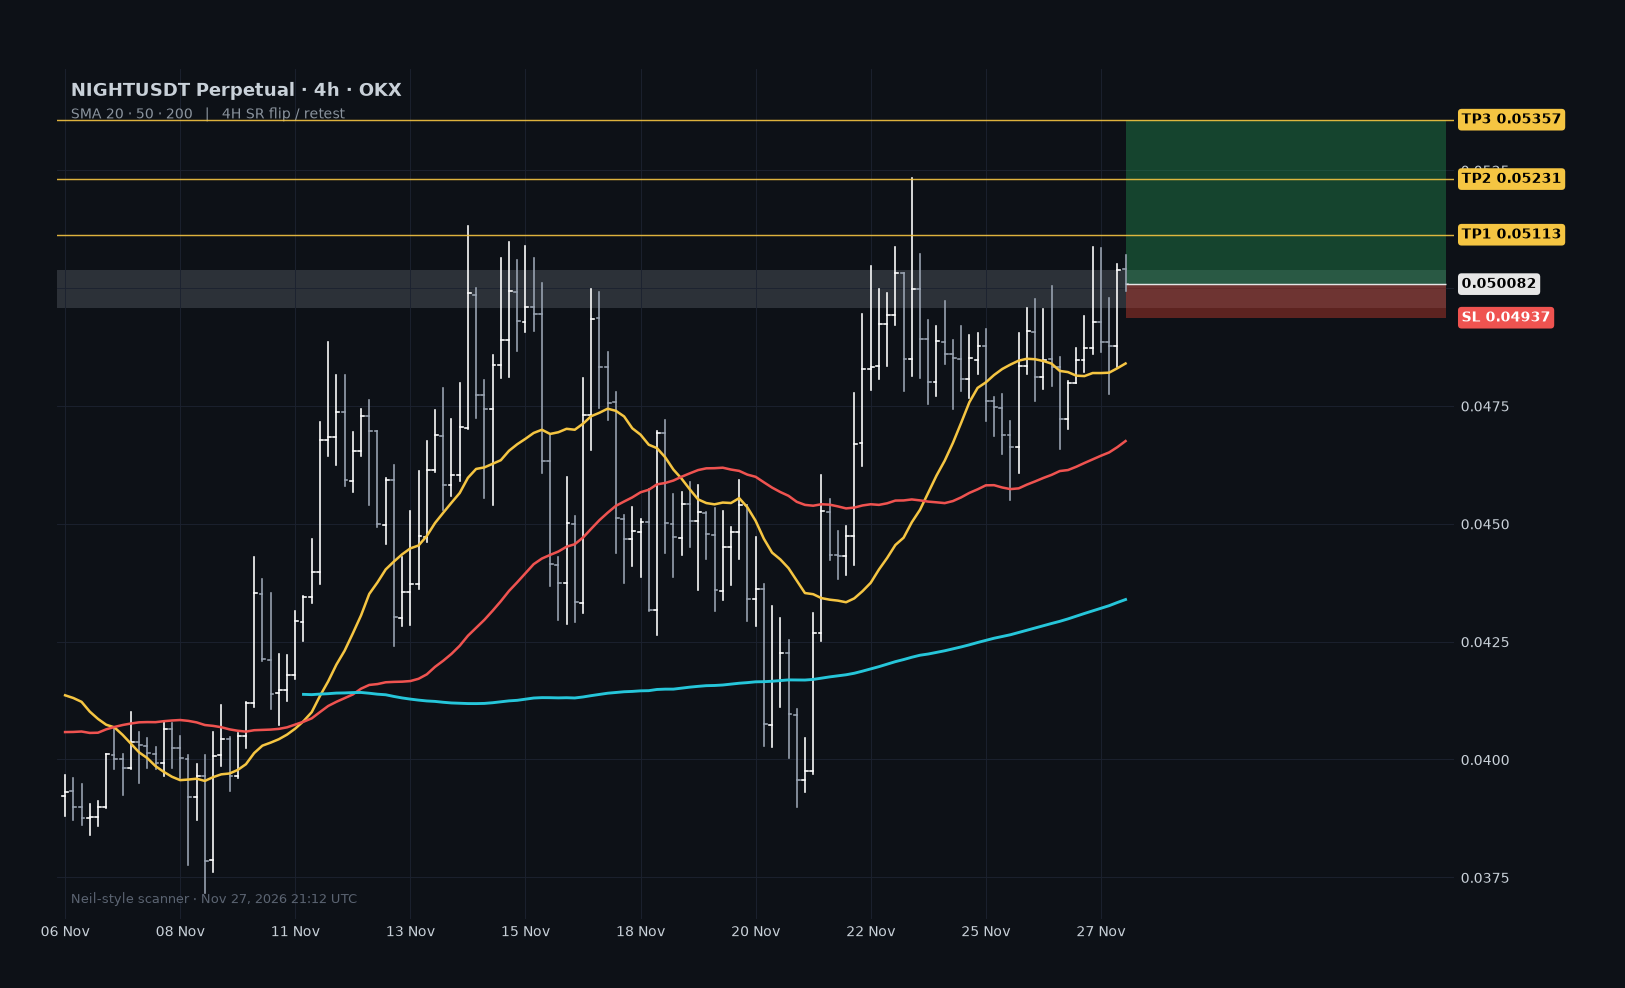 NIGHTUSDT Perpetual · 4h · OKX
SMA 20 · 50 · 200 | 4H SR flip / retest
TP3 0.05357
TP2 0.05231
TP1 0.05113
0.050082
SL 0.04937
0.0475
0.0450
0.0425
0.0400
0.0375
Neil-style scanner · Nov 27, 2026 21:12 UTC
06 Nov 08 Nov 11 Nov 13 Nov 15 Nov 18 Nov 20 Nov 22 Nov 25 Nov 27 Nov